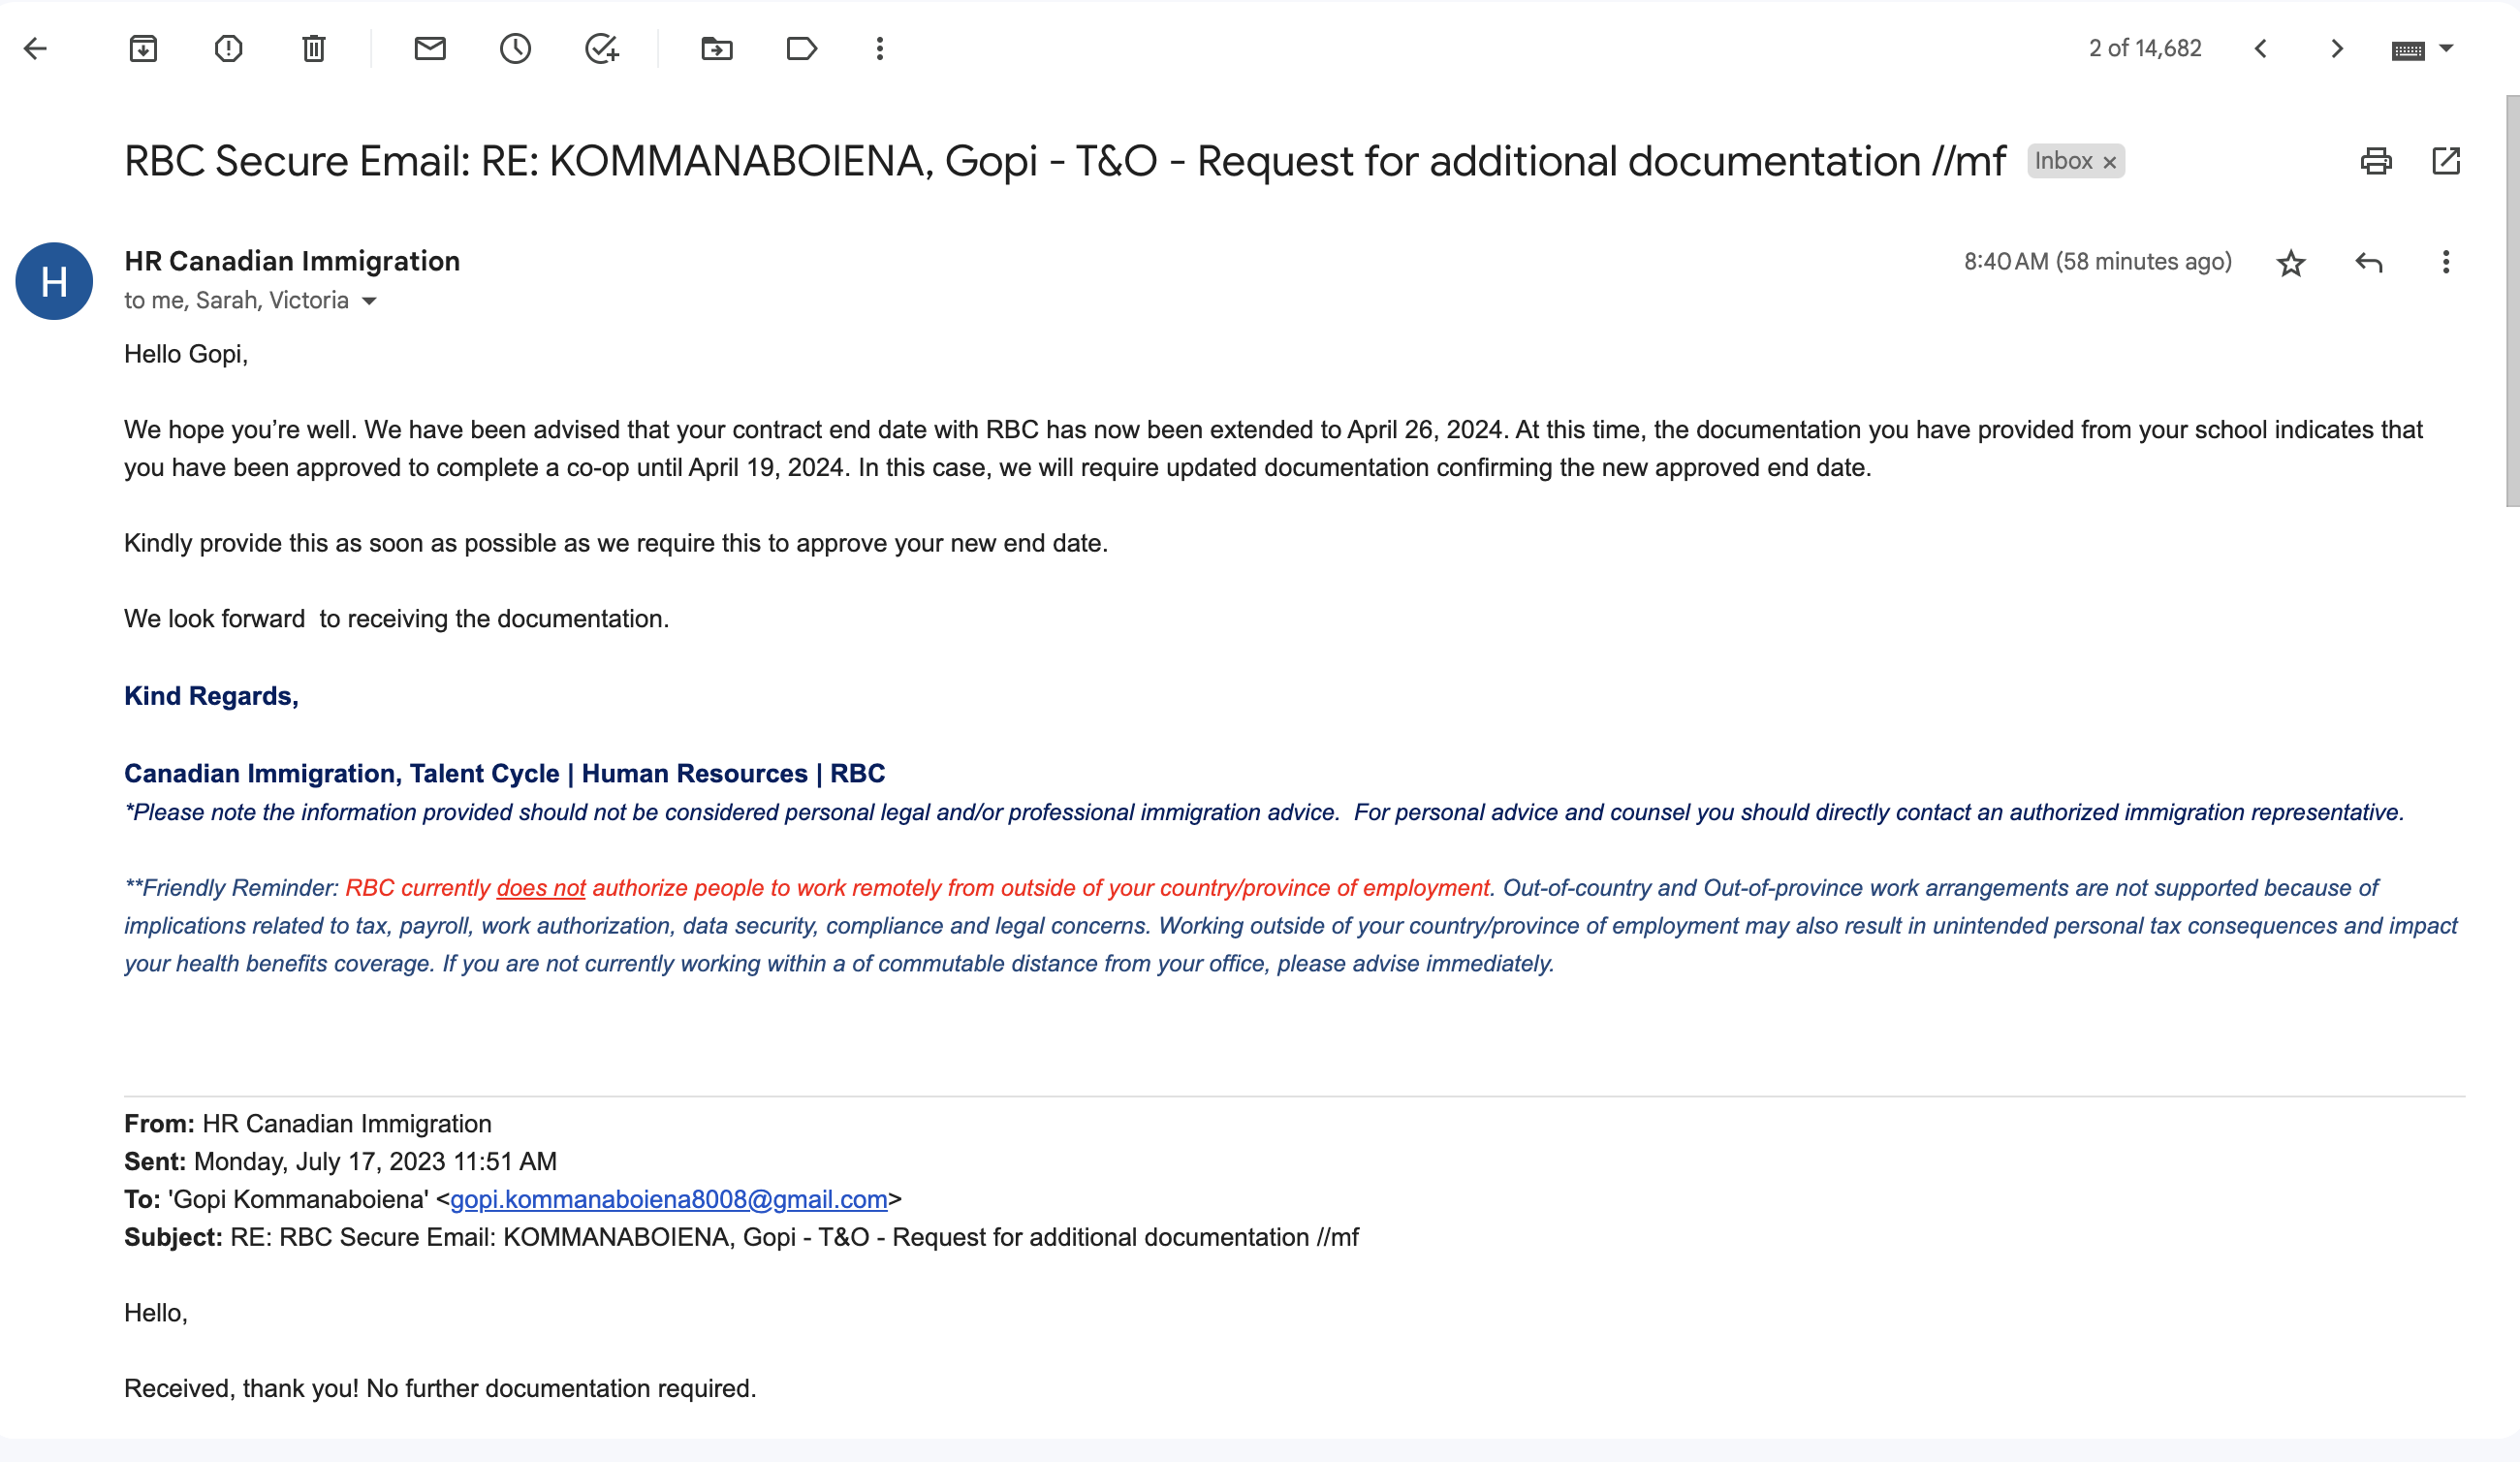 2 of 14,682
RBC Secure Email: RE: KOMMANABOIENA, Gopi - T&O - Request for additional documentation //mf Inbox ×
H
HR Canadian Immigration
8:40 AM (58 minutes ago)
to me, Sarah, Victoria
Hello Gopi,
We hope you’re well. We have been advised that your contract end date with RBC has now been extended to April 26, 2024. At this time, the documentation you have provided from your school indicates that
you have been approved to complete a co-op until April 19, 2024. In this case, we will require updated documentation confirming the new approved end date.
Kindly provide this as soon as possible as we require this to approve your new end date.
We look forward  to receiving the documentation.
Kind Regards,
Canadian Immigration, Talent Cycle | Human Resources | RBC
*Please note the information provided should not be considered personal legal and/or professional immigration advice.  For personal advice and counsel you should directly contact an authorized immigration representative.
**Friendly Reminder: RBC currently does not authorize people to work remotely from outside of your country/province of employment. Out-of-country and Out-of-province work arrangements are not supported because of
implications related to tax, payroll, work authorization, data security, compliance and legal concerns. Working outside of your country/province of employment may also result in unintended personal tax consequences and impact
your health benefits coverage. If you are not currently working within a of commutable distance from your office, please advise immediately.
From: HR Canadian Immigration
Sent: Monday, July 17, 2023 11:51 AM
To: 'Gopi Kommanaboiena' <gopi.kommanaboiena8008@gmail.com>
Subject: RE: RBC Secure Email: KOMMANABOIENA, Gopi - T&O - Request for additional documentation //mf
Hello,
Received, thank you! No further documentation required.